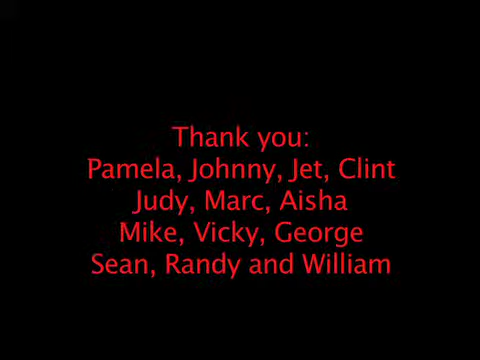 Thank you:
Pamela, Johnny, Jet, Clint
Judy, Marc, Aisha
Mike, Vicky, George
Sean, Randy and William